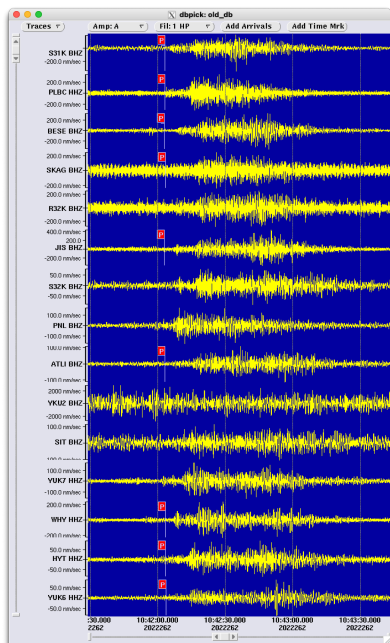 dbpick: old_db
Traces Amp: A Fil: 1 HP Add Arrivals Add Time Mrk
P
S31K BHZ
-200.0 nm/sec
P
200.0 nm/sec
PLBC HHZ
-200.0 nm/sec
P
200.0 nm/sec
BESE BHZ
-200.0 nm/sec
P
200.0 nm/sec
SKAG BHZ
-200.0 nm/sec
200.0 nm/sec
R32K BHZ
-200.0 nm/sec
P
400.0 nm/sec
200.0
JIS BHZ
50.0 nm/sec
S32K BHZ
-50.0 nm/sec
100.0 nm/sec
PNL BHZ
-100.0 nm/sec
P
ATLI BHZ
-100.0 nm/sec
2000 nm/sec
YKU2 BHZ
-2000 nm/sec
100.0 nm/sec
SIT BHZ
100.0 nm/sec
100.0 nm/sec
YUK7 HHZ
-100.0 nm/sec
P
200.0 nm/sec
WHY HHZ
-200.0 nm/sec
P
50.0 nm/sec
HYT HHZ
-50.0 nm/sec
P
50.0 nm/sec
YUK6 HHZ
-50.0 nm/sec
:30.000 10:42:00.000 10:42:30.000 10:43:00.000 10:43:30.000
2262 2022262 2022262 2022262 2022262